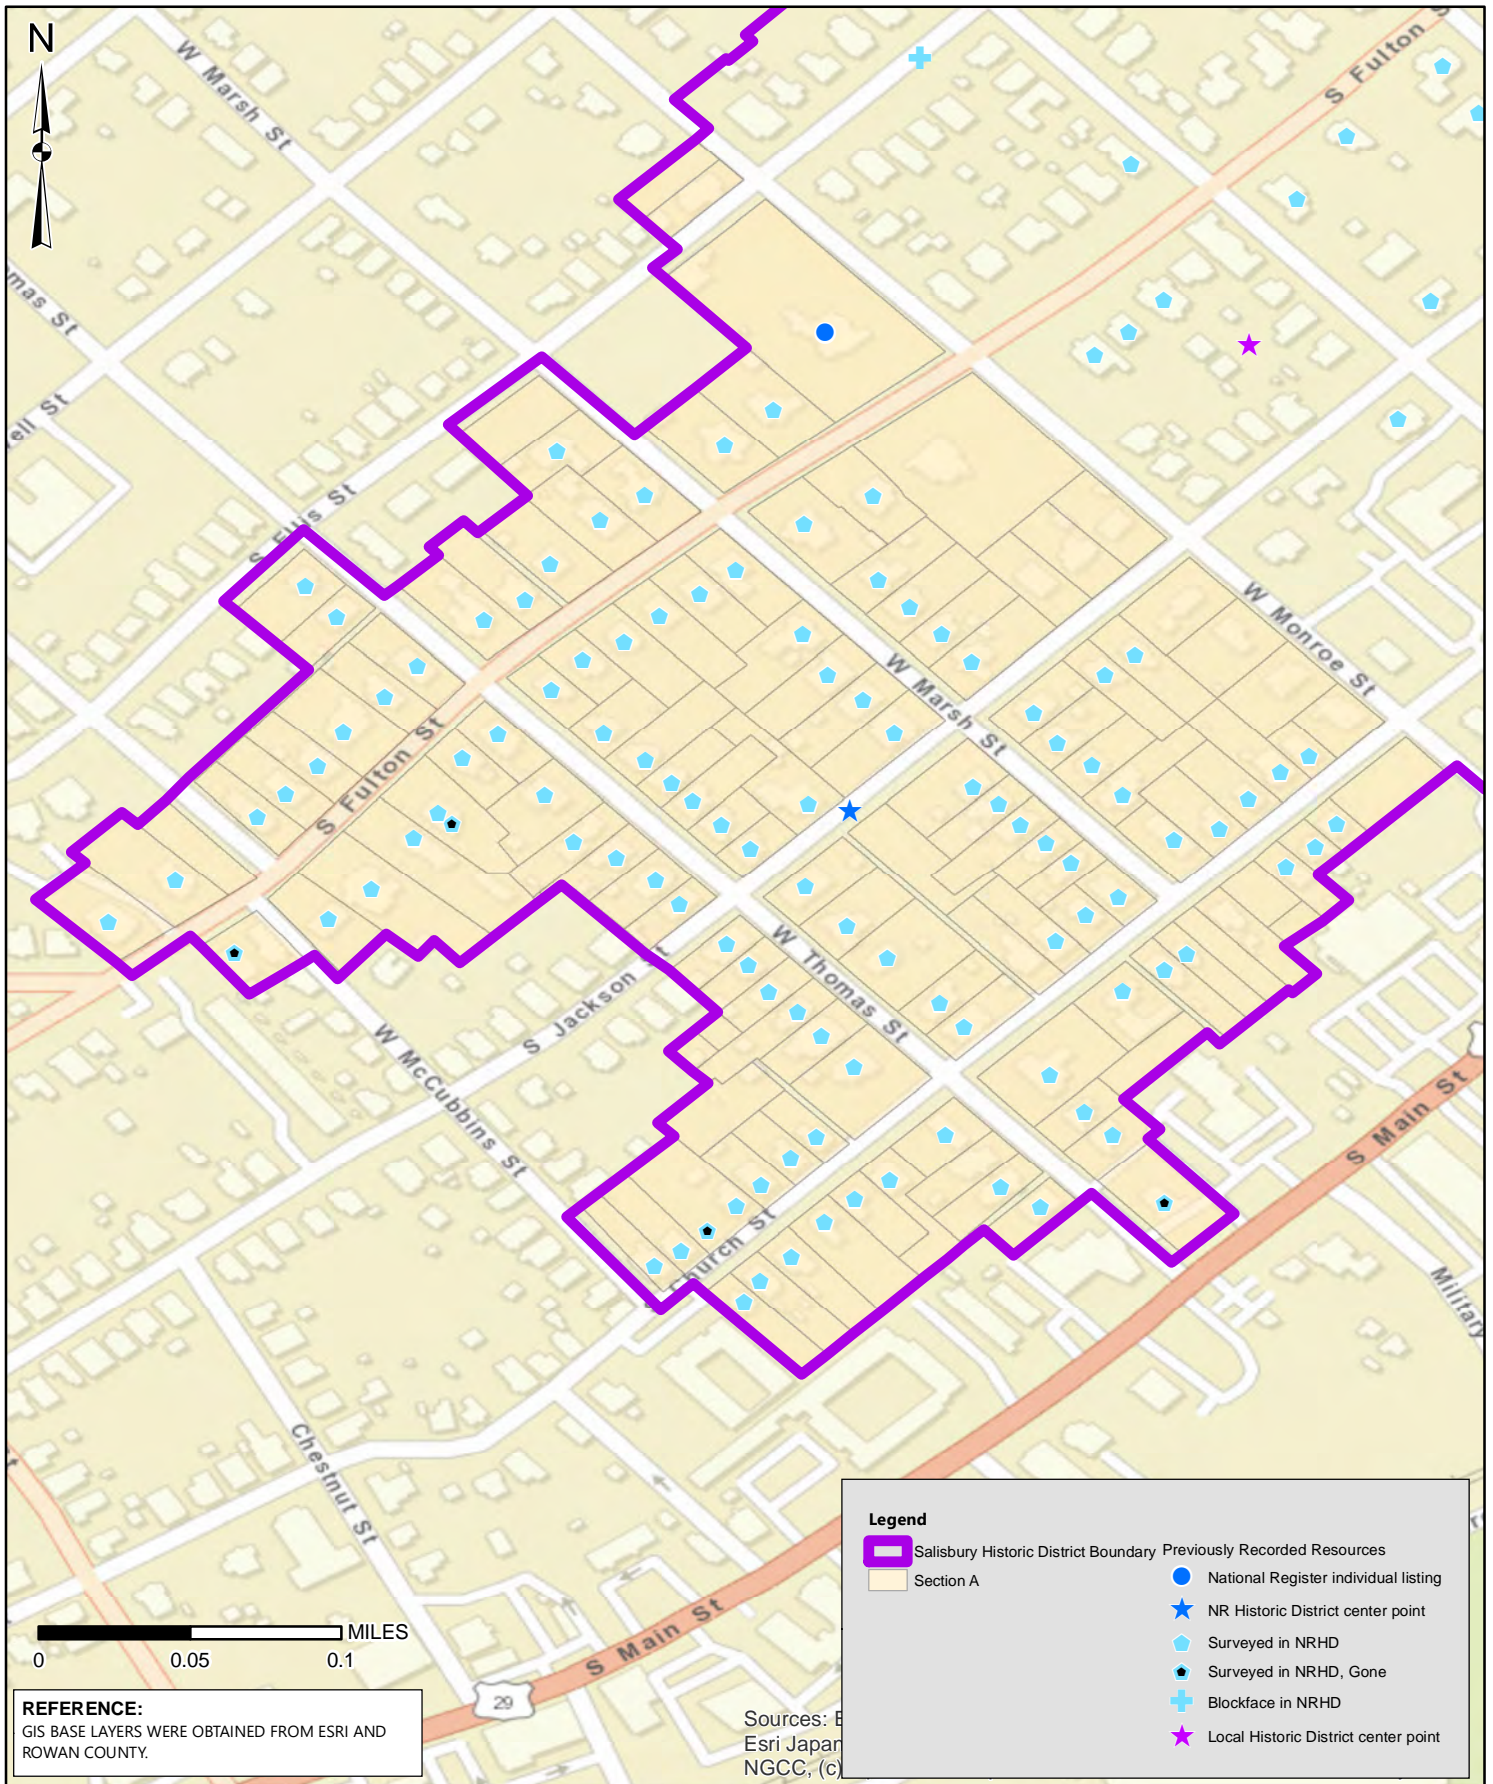 N
W Marsh St
S Fulton S
mas St
ell St
S Ellis St
W Monroe St
W Marsh St
S Fulton St
W Thomas St
S Jackson
W McCubbins St
S Main St
Church St
Military
Chestnut St
S Main St
29
MILES
0 0.05 0.1
REFERENCE:
GIS BASE LAYERS WERE OBTAINED FROM ESRI AND
ROWAN COUNTY.
Sources: E
Esri Japan
NGCC, (c)
Legend
Salisbury Historic District Boundary
Section A
Previously Recorded Resources
National Register individual listing
NR Historic District center point
Surveyed in NRHD
Surveyed in NRHD, Gone
Blockface in NRHD
Local Historic District center point